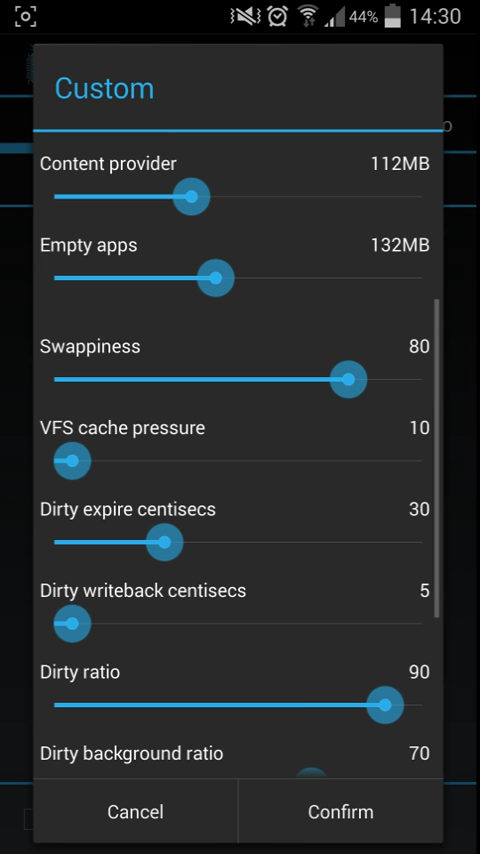 44% 14:30
Custom
o
Content provider 112MB
Empty apps 132MB
Swappiness 80
VFS cache pressure 10
Dirty expire centisecs 30
Dirty writeback centisecs 5
Dirty ratio 90
Dirty background ratio 70
Cancel Confirm